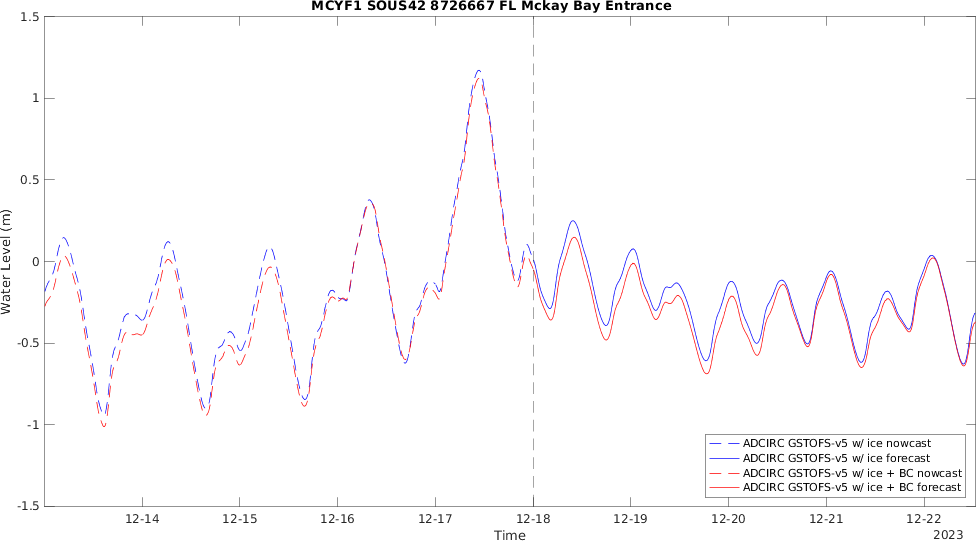 MCYF1 SOUS42 8726667 FL Mckay Bay Entrance
1.5
1
0.5
0
-0.5
-1
-1.5
Water Level (m)
12-14 12-15 12-16 12-17 12-18 12-19 12-20 12-21 12-22
Time
2023
ADCIRC GSTOFS-v5 w/ ice nowcast
ADCIRC GSTOFS-v5 w/ ice forecast
ADCIRC GSTOFS-v5 w/ ice + BC nowcast
ADCIRC GSTOFS-v5 w/ ice + BC forecast